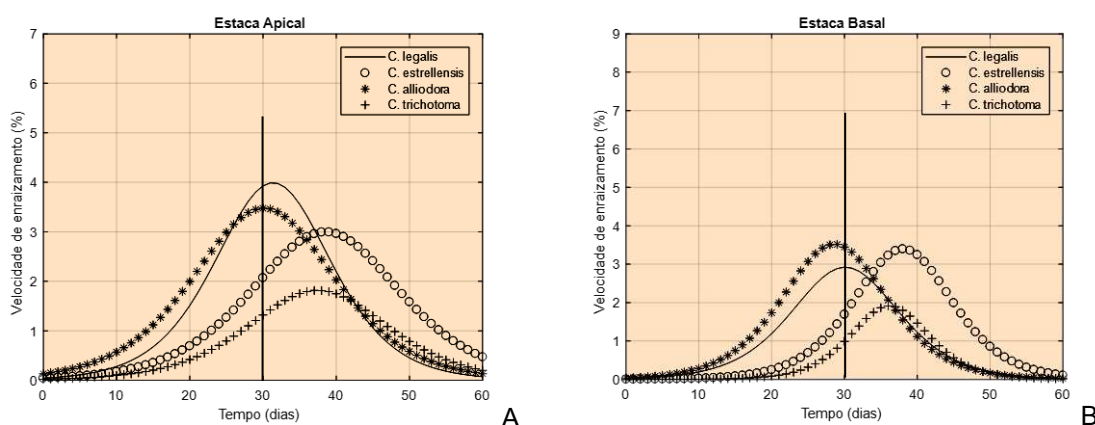 Estaca Apical
7
6
5
4
3
2
1
0
0 10 20 30 40 50 60
Velocidade de enraizamento (%)
Tempo (dias)
C. legalis
C. estrellensis
C. alliodora
C. trichotoma
A
Estaca Basal
9
8
7
6
5
4
3
2
1
0
0 10 20 30 40 50 60
Velocidade de enraizamento (%)
Tempo (dias)
C. legalis
C. estrellensis
C. alliodora
C. trichotoma
B